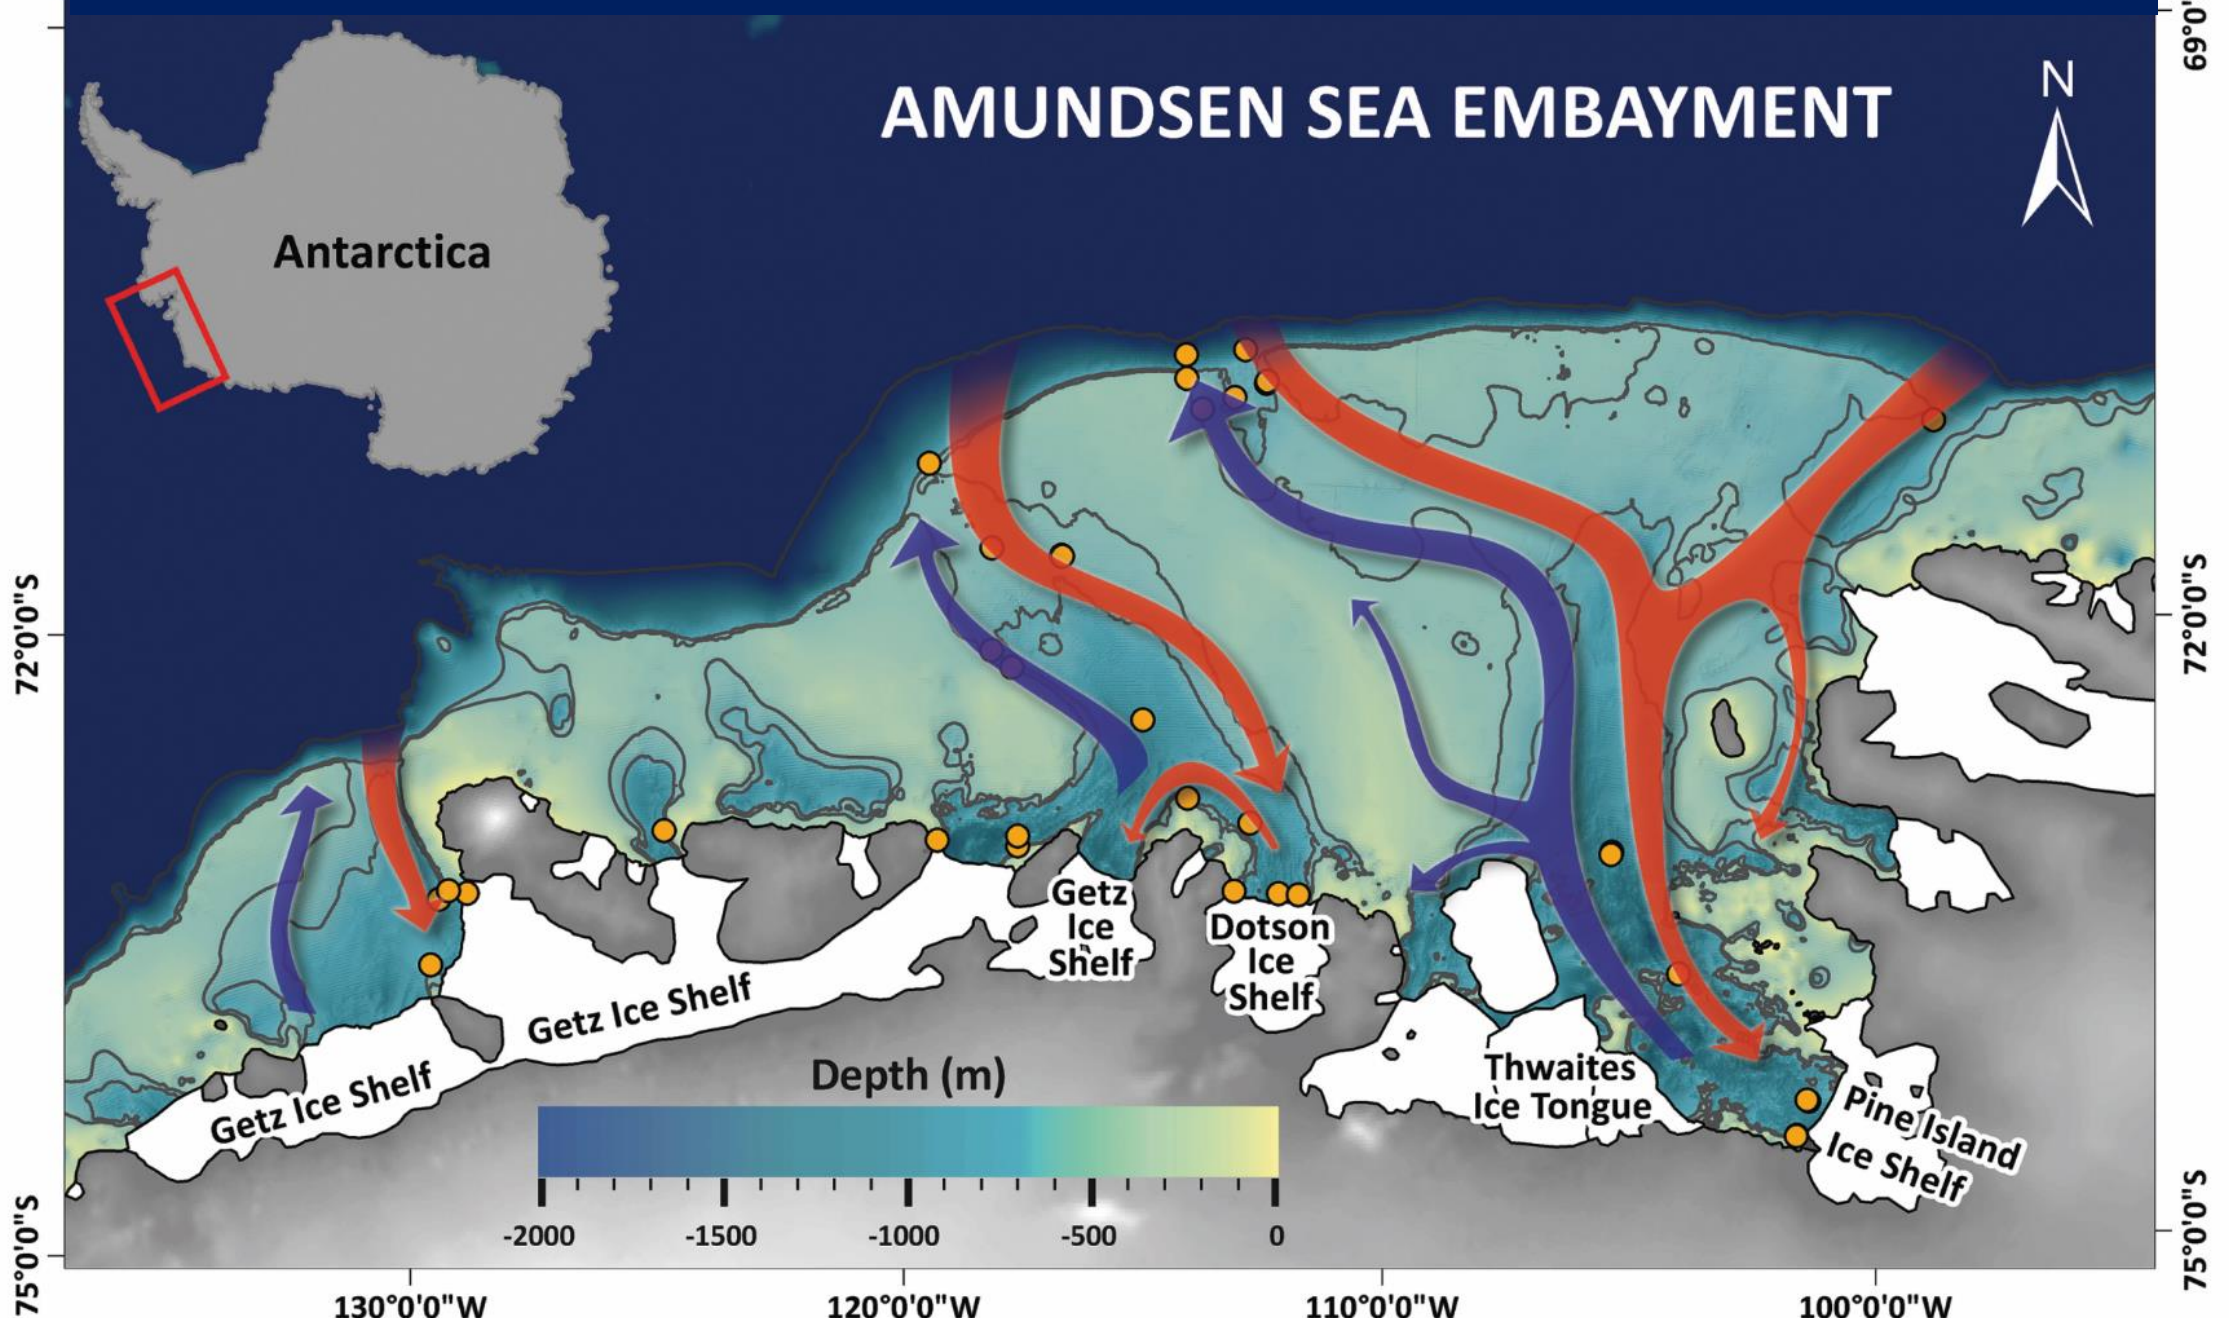 69°0'
AMUNDSEN SEA EMBAYMENT
N
Antarctica
72°0'0"S
72°0'0"S
Getz
Ice
Shelf
Dotson
Ice
Shelf
Getz Ice Shelf
Getz Ice Shelf
Thwaites
Ice Tongue
Pine Island
Ice Shelf
Depth (m)
-2000 -1500 -1000 -500 0
75°0'0"S
75°0'0"S
130°0'0"W 120°0'0"W 110°0'0"W 100°0'0"W